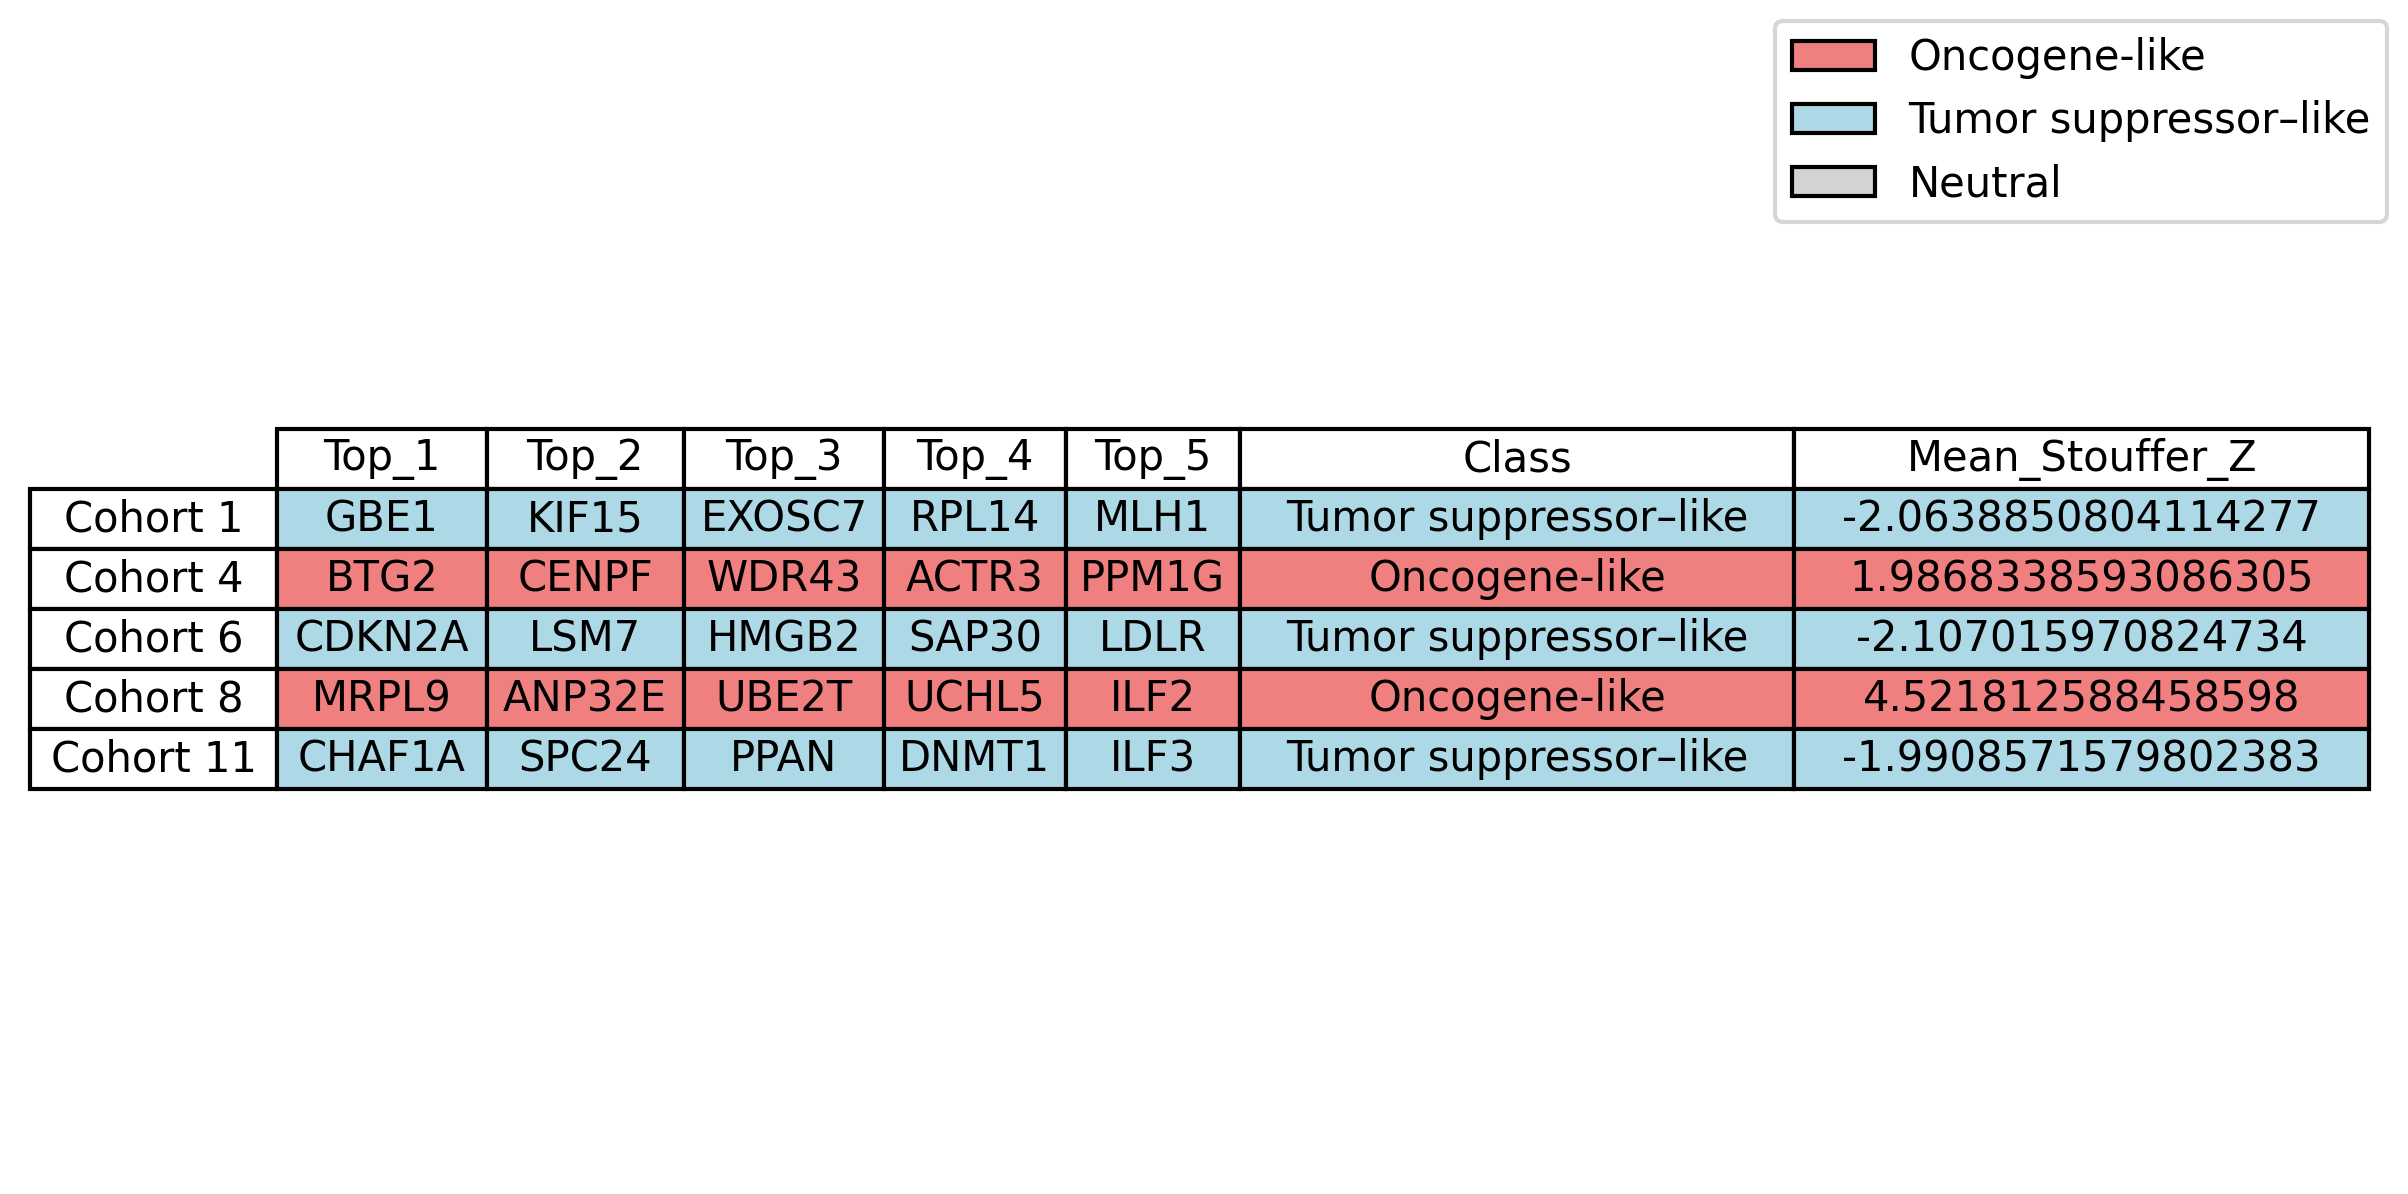 Oncogene-like
Tumor suppressor–like
Neutral
Top_1 Top_2 Top_3 Top_4 Top_5 Class Mean_Stouffer_Z
Cohort 1 GBE1 KIF15 EXOSC7 RPL14 MLH1 Tumor suppressor–like -2.0638850804114277
Cohort 4 BTG2 CENPF WDR43 ACTR3 PPM1G Oncogene-like 1.9868338593086305
Cohort 6 CDKN2A LSM7 HMGB2 SAP30 LDLR Tumor suppressor–like -2.107015970824734
Cohort 8 MRPL9 ANP32E UBE2T UCHL5 ILF2 Oncogene-like 4.521812588458598
Cohort 11 CHAF1A SPC24 PPAN DNMT1 ILF3 Tumor suppressor–like -1.9908571579802383